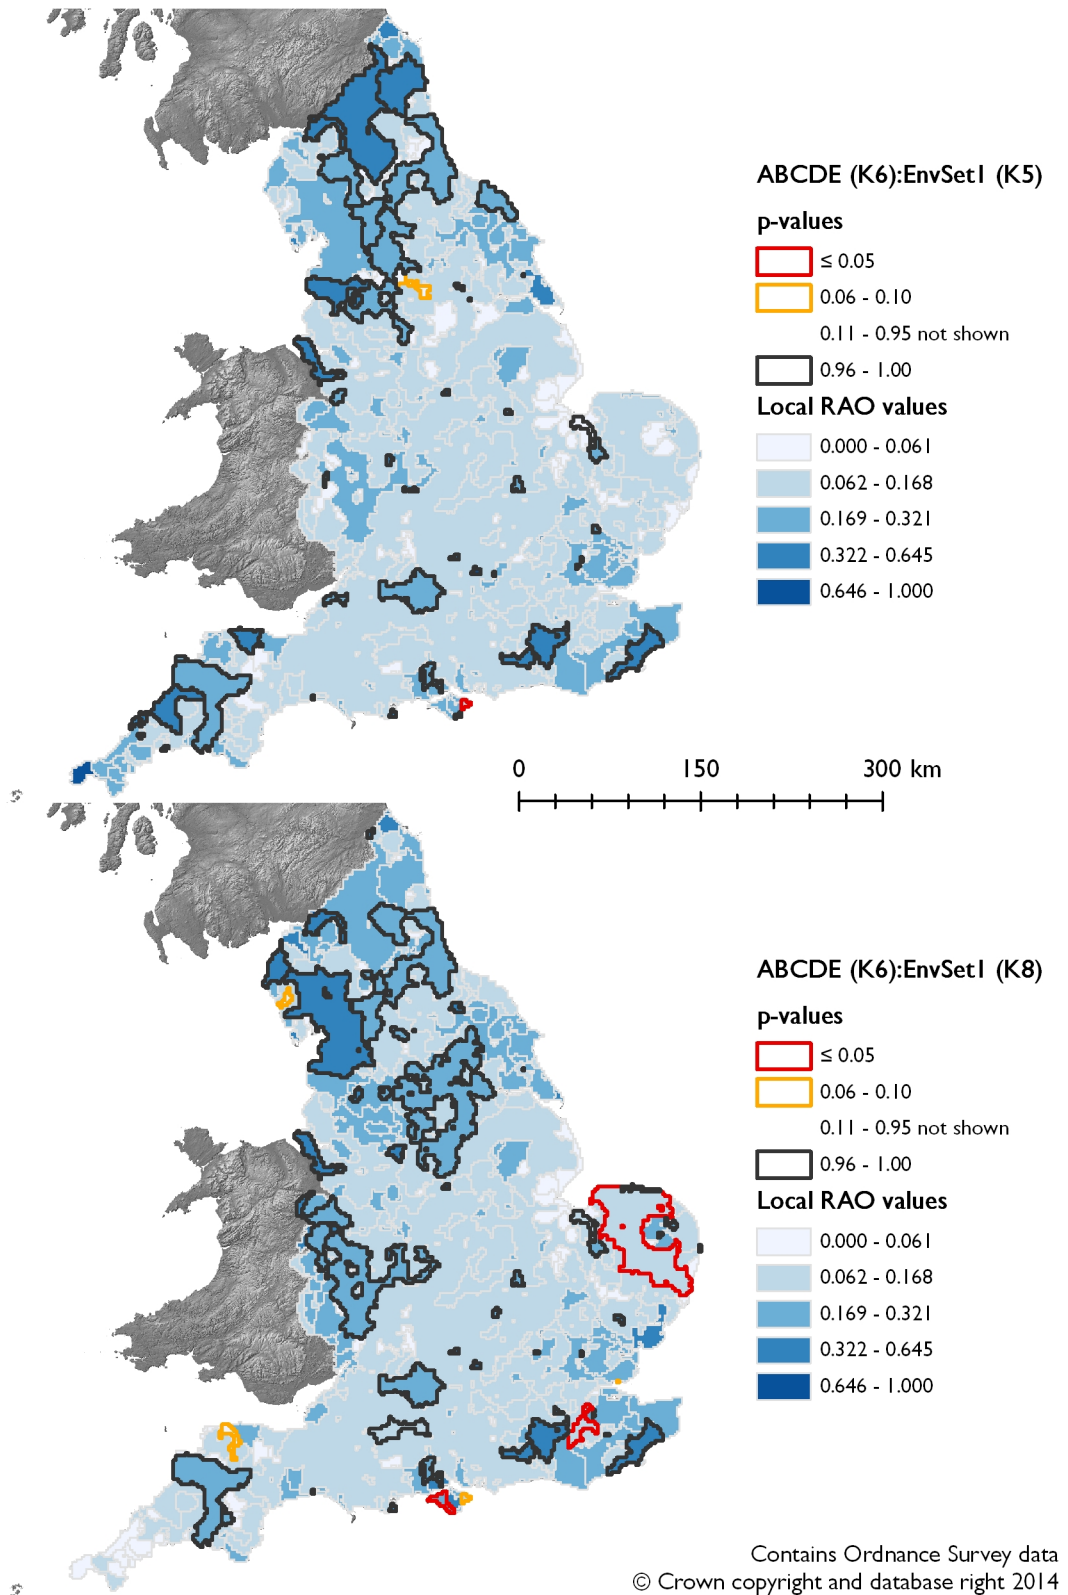 ABCDE (K6):EnvSet1 (K5)
p-values
≤ 0.05
0.06 - 0.10
0.11 - 0.95 not shown
0.96 - 1.00
Local RAO values
0.000 - 0.061
0.062 - 0.168
0.169 - 0.321
0.322 - 0.645
0.646 - 1.000
0 150 300 km
ABCDE (K6):EnvSet1 (K8)
p-values
≤ 0.05
0.06 - 0.10
0.11 - 0.95 not shown
0.96 - 1.00
Local RAO values
0.000 - 0.061
0.062 - 0.168
0.169 - 0.321
0.322 - 0.645
0.646 - 1.000
Contains Ordnance Survey data
© Crown copyright and database right 2014